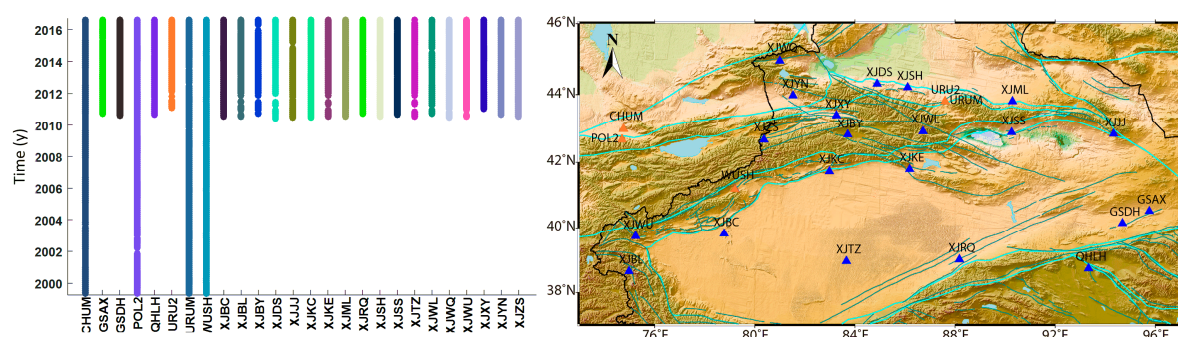 Time (y)
2016
2014
2012
2010
2008
2006
2004
2002
2000
CHUM
GSAX
GSDH
POL2
QHLH
URU2
URUM
WUSH
XJBC
XJBL
XJBY
XJDS
XJJJ
XJKC
XJKE
XJML
XJRQ
XJSH
XJSS
XJTZ
XJWL
XJWQ
XJWU
XJXY
XJYN
XJZS
46°N
44°N
42°N
40°N
38°N
N
XJWQ
XJYN
XJDS
XJSH
URU2
URUM
XJML
CHUM
POL2
XJXY
XJBY
XJZS
XJWL
XJSS
XJJJ
XJKC
XJKE
WUSH
XJWU
XJBC
GSAX
GSDH
XJBL
XJTZ
XJRQ
QHLH
76°E
80°E
84°E
88°E
92°E
96°E